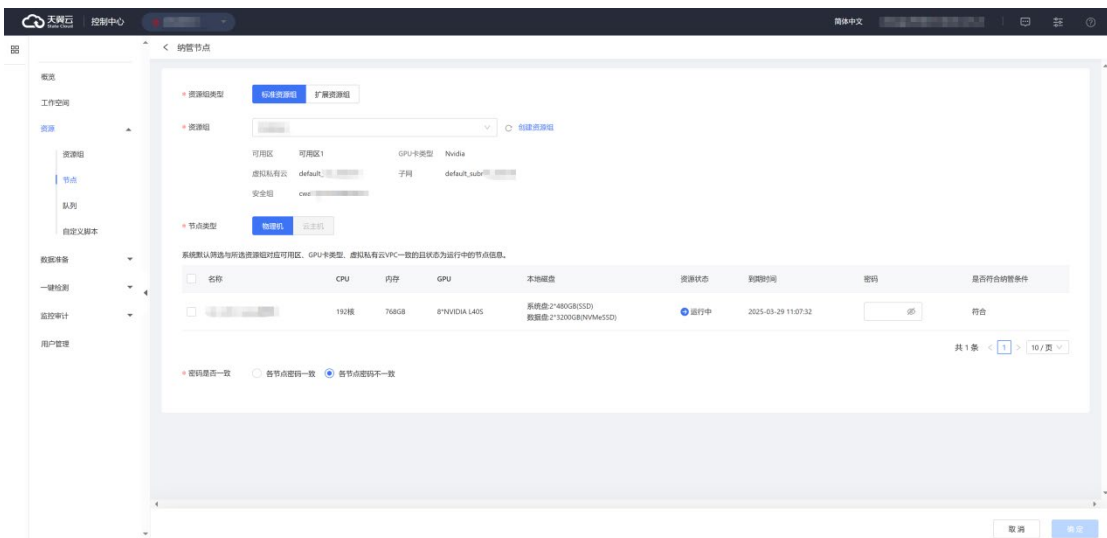 天翼云 控制中心 简体中文
State Cloud
纳管节点
概览
工作空间
资源
资源组
节点
队列
自定义脚本
数据准备
一键检测
监控审计
用户管理
* 资源组类型 标准资源组 扩展资源组
* 资源组 创建资源组
可用区 可用区1 GPU卡类型 Nvidia
虚拟私有云 default_ 子网 default_subn
安全组
* 节点类型 物理机 云主机
系统默认筛选与所选资源组对应可用区、GPU卡类型、虚拟私有云VPC一致的且状态为运行中的节点信息。
名称 CPU 内存 GPU 本地磁盘 资源状态 到期时间 密码 是否符合纳管条件
192核 768GB 8*NVIDIA L40S 系统盘:2*480GB(SSD) 运行中 2025-03-29 11:07:32 符合
数据盘:2*3200GB(NVMeSSD)
共 1 条 < 1 > 10 / 页
* 密码是否一致 各节点密码一致 各节点密码不一致
取消 确定